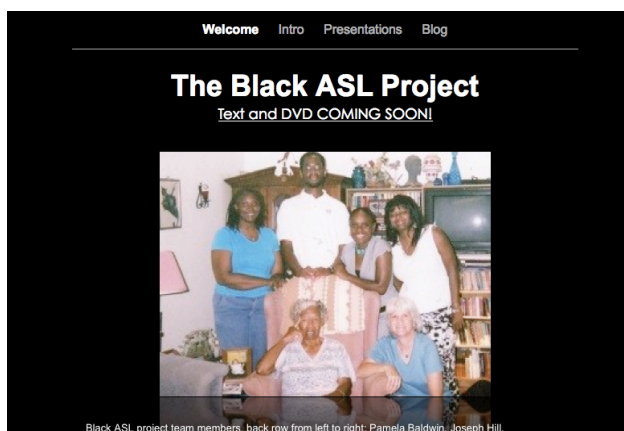 Welcome Intro Presentations Blog
The Black ASL Project
Text and DVD COMING SOON!
Black ASL project team members, back row from left to right: Pamela Baldwin, Joseph Hill,